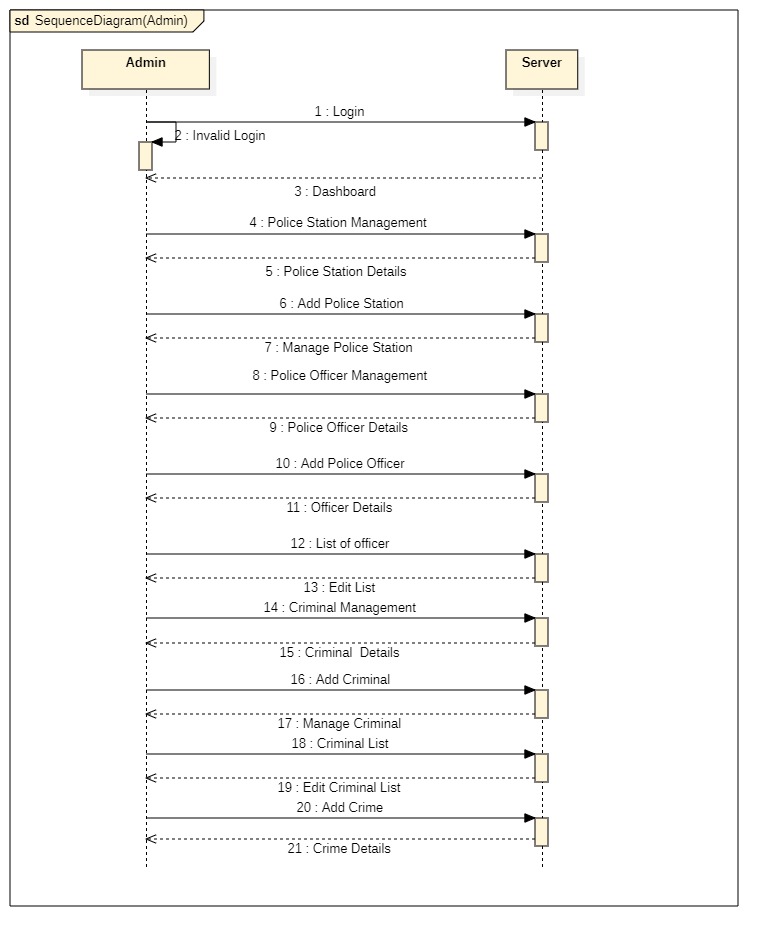 sd SequenceDiagram(Admin)
Admin
Server
1 : Login
2 : Invalid Login
3 : Dashboard
4 : Police Station Management
5 : Police Station Details
6 : Add Police Station
7 : Manage Police Station
8 : Police Officer Management
9 : Police Officer Details
10 : Add Police Officer
11 : Officer Details
12 : List of officer
13 : Edit List
14 : Criminal Management
15 : Criminal  Details
16 : Add Criminal
17 : Manage Criminal
18 : Criminal List
19 : Edit Criminal List
20 : Add Crime
21 : Crime Details